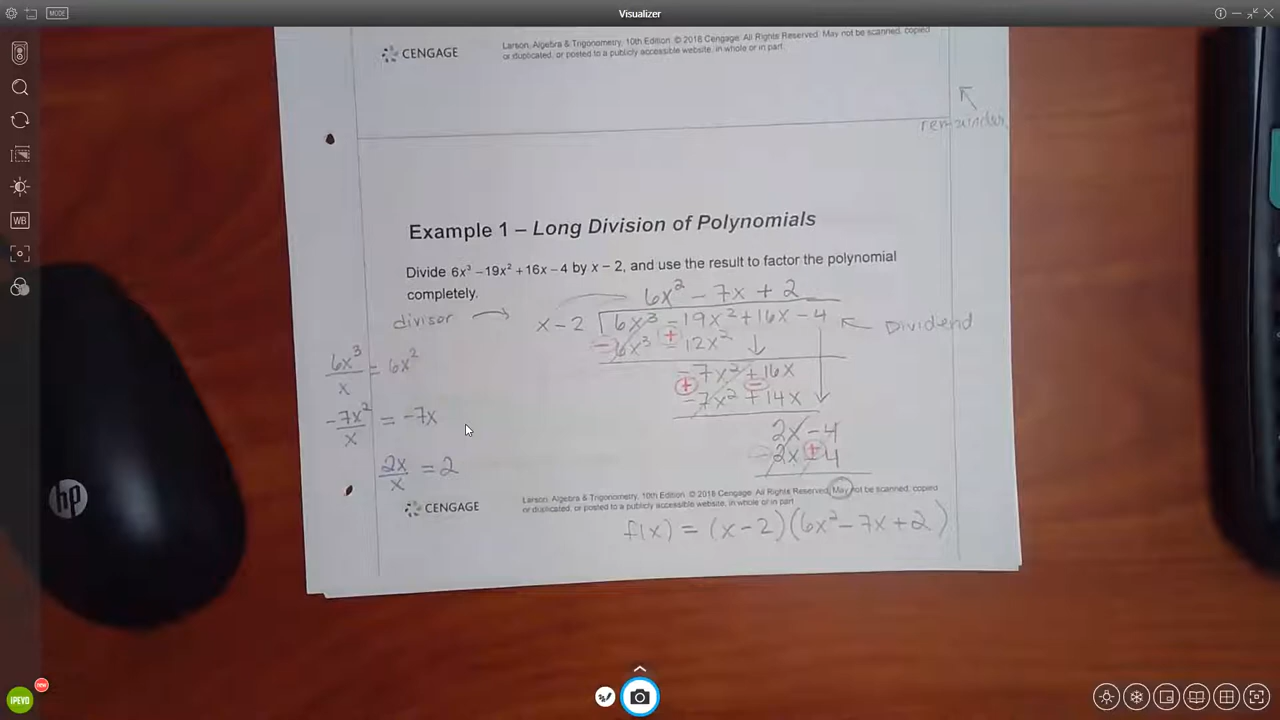 MODE
Visualizer
CENGAGE
Larson, Algebra & Trigonometry, 10th Edition. © 2018 Cengage. All Rights Reserved. May not be scanned, copied
or duplicated, or posted to a publicly accessible website, in whole or in part.
remainder
Example 1 – Long Division of Polynomials
Divide 6x³ – 19x² + 16x – 4 by x – 2, and use the result to factor the polynomial
completely.
6x² - 7x + 2
divisor → x - 2 6x³ - 19x² + 16x - 4 ← Dividend
- 6x³ + - 12x² ↓
6x³/x = 6x²
-7x² + 16x
+ -7x² - + 14x
-7x²/x = -7x
2x - 4
- 2x + - 4
2x/x = 2
CENGAGE
Larson, Algebra & Trigonometry, 10th Edition. © 2018 Cengage. All Rights Reserved. May not be scanned, copied
or duplicated, or posted to a publicly accessible website, in whole or in part.
f(x) = (x-2)(6x² - 7x + 2)
hp
new
IPEVO
WB